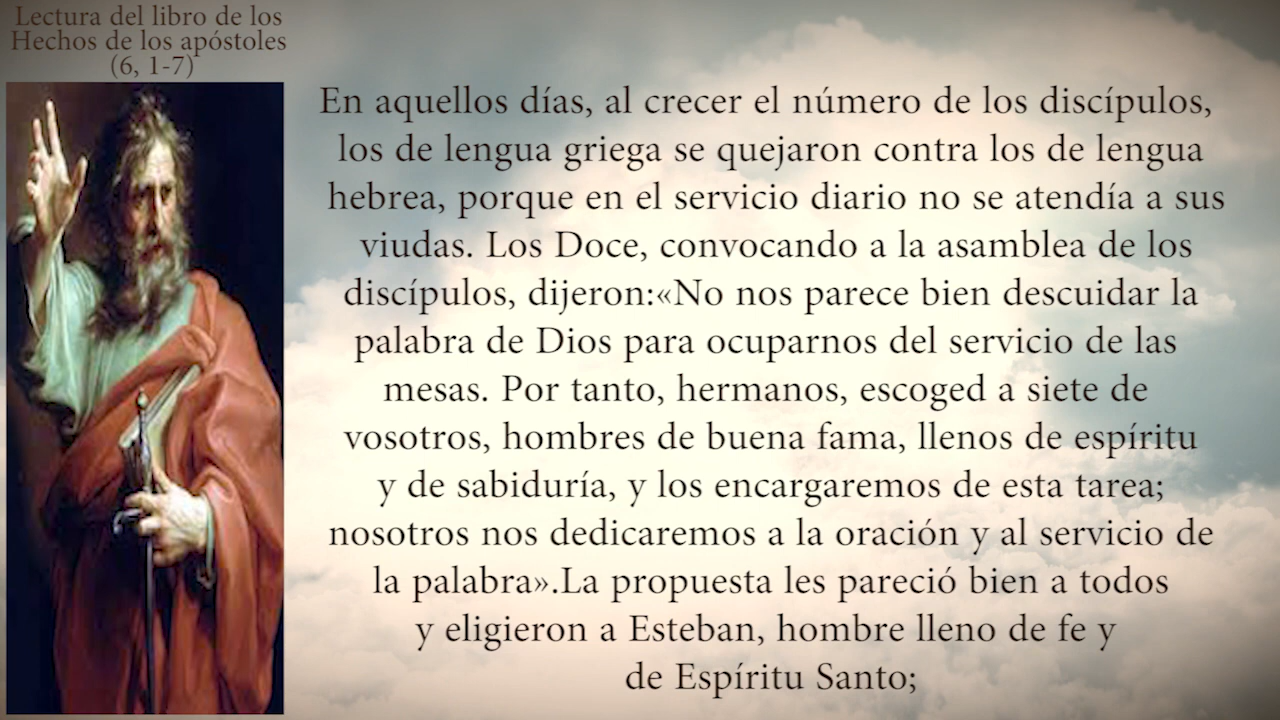 Lectura del libro de los
Hechos de los apóstoles
(6, 1-7)
En aquellos días, al crecer el número de los discípulos,
los de lengua griega se quejaron contra los de lengua
hebrea, porque en el servicio diario no se atendía a sus
viudas. Los Doce, convocando a la asamblea de los
discípulos, dijeron:«No nos parece bien descuidar la
palabra de Dios para ocuparnos del servicio de las
mesas. Por tanto, hermanos, escoged a siete de
vosotros, hombres de buena fama, llenos de espíritu
y de sabiduría, y los encargaremos de esta tarea;
nosotros nos dedicaremos a la oración y al servicio de
la palabra».La propuesta les pareció bien a todos
y eligieron a Esteban, hombre lleno de fe y
de Espíritu Santo;